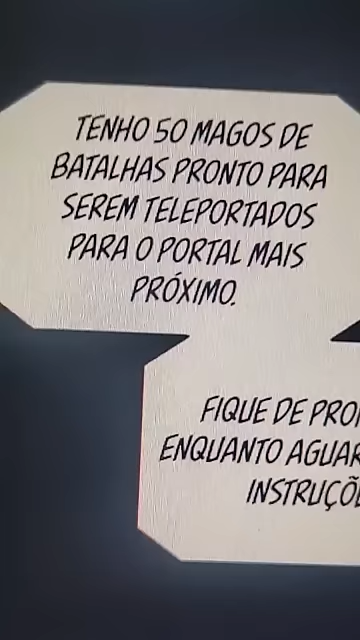 TENHO 50 MAGOS DE
BATALHAS PRONTO PARA
SEREM TELEPORTADOS
PARA O PORTAL MAIS
PRÓXIMO.
FIQUE DE
ENQUANTO